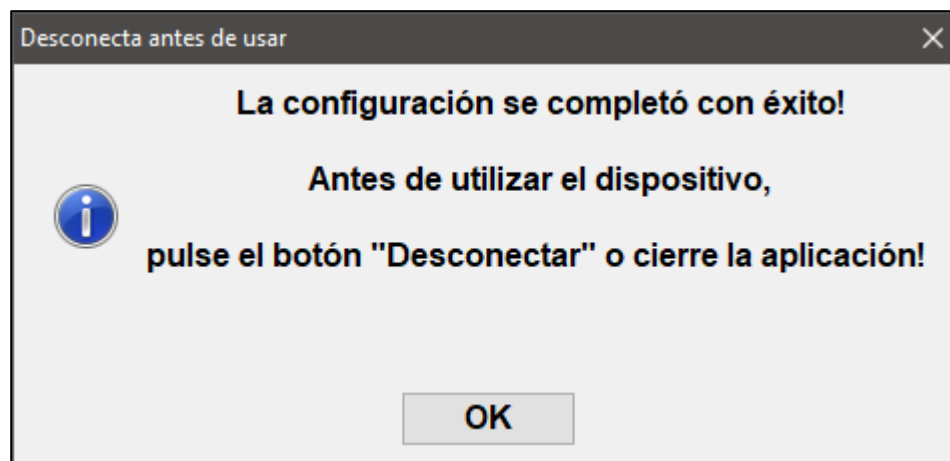 Desconecta antes de usar
La configuración se completó con éxito!
Antes de utilizar el dispositivo,
pulse el botón "Desconectar" o cierre la aplicación!
OK